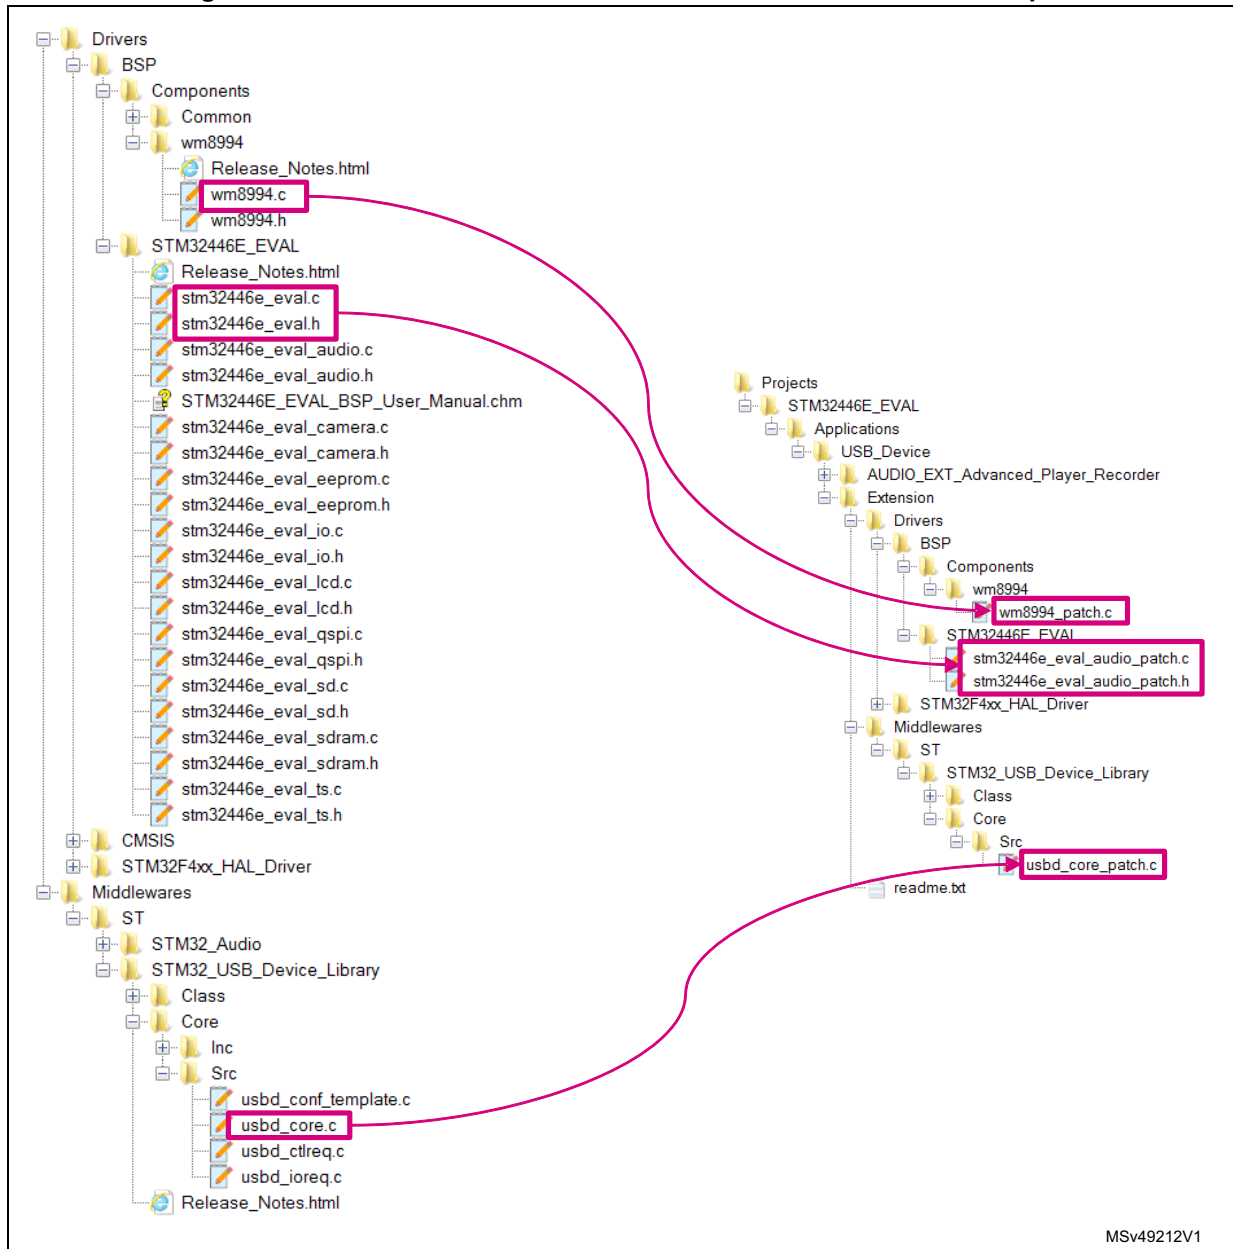 Drivers
BSP
Components
Common
wm8994
Release_Notes.html
wm8994.c
wm8994.h
STM32446E_EVAL
Release_Notes.html
stm32446e_eval.c
stm32446e_eval.h
stm32446e_eval_audio.c
stm32446e_eval_audio.h
STM32446E_EVAL_BSP_User_Manual.chm
stm32446e_eval_camera.c
stm32446e_eval_camera.h
stm32446e_eval_eeprom.c
stm32446e_eval_eeprom.h
stm32446e_eval_io.c
stm32446e_eval_io.h
stm32446e_eval_lcd.c
stm32446e_eval_lcd.h
stm32446e_eval_qspi.c
stm32446e_eval_qspi.h
stm32446e_eval_sd.c
stm32446e_eval_sd.h
stm32446e_eval_sdram.c
stm32446e_eval_sdram.h
stm32446e_eval_ts.c
stm32446e_eval_ts.h
CMSIS
STM32F4xx_HAL_Driver
Middlewares
ST
STM32_Audio
STM32_USB_Device_Library
Class
Core
Inc
Src
usbd_conf_template.c
usbd_core.c
usbd_ctlreq.c
usbd_ioreq.c
Release_Notes.html
Projects
STM32446E_EVAL
Applications
USB_Device
AUDIO_EXT_Advanced_Player_Recorder
Extension
Drivers
BSP
Components
wm8994
wm8994_patch.c
STM32446E_EVAL
stm32446e_eval_audio_patch.c
stm32446e_eval_audio_patch.h
STM32F4xx_HAL_Driver
Middlewares
ST
STM32_USB_Device_Library
Class
Core
Src
usbd_core_patch.c
readme.txt
MSv49212V1